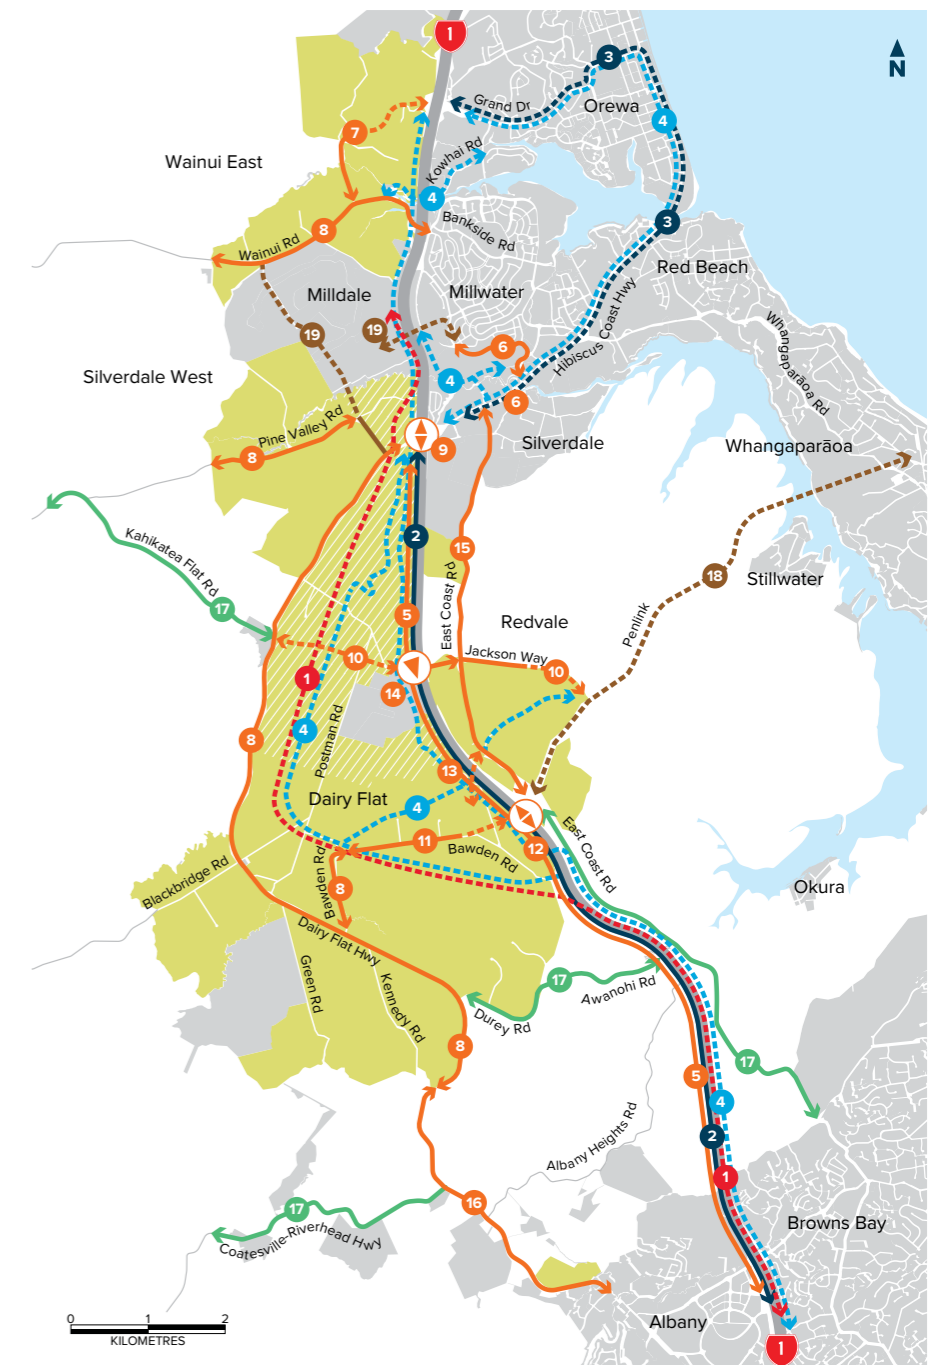 1
N
3
Grand Dr
Orewa
4
7
Wainui East
Kowhai Rd
4
3
8
Bankside Rd
Wainui Rd
Red Beach
Milldale
Millwater
Hibiscus Coast Hwy
Whangaparāoa Rd
19
19
6
4
Silverdale West
6
Pine Valley Rd
Silverdale
Whangaparāoa
9
8
2
15
Kahikatea Flat Rd
18
Stillwater
17
5
East Coast Rd
Redvale
Penlink
10
Jackson Way
10
1
14
4
Postman Rd
8
13
Dairy Flat
4
11
Bawden Rd
12
East Coast Rd
Blackbridge Rd
Bawden Rd
8
Okura
Dairy Flat Hwy
Green Rd
Kennedy Rd
17
Awanohi Rd
Durey Rd
8
17
5
4
2
Albany Heights Rd
1
16
17
Browns Bay
Coatesville-Riverhead Hwy
Albany
0 1 2
KILOMETRES
1